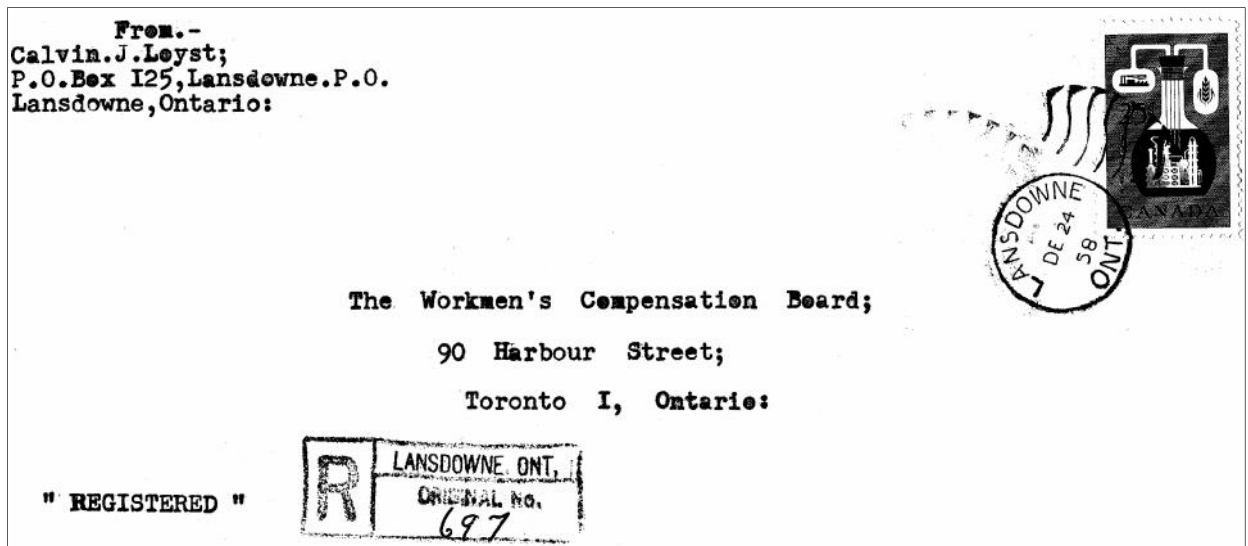 From.-
Calvin.J.Loyst;
P.O.Box I25,Lansdowne.P.O.
Lansdowne,Ontario:
CANADA
LANSDOWNE
DE 24
58
ONT.
The Workmen's Compensation Board;
90 Harbour Street;
Toronto I, Ontario:
R
LANSDOWNE. ONT,
ORIGINAL No.
697
" REGISTERED "